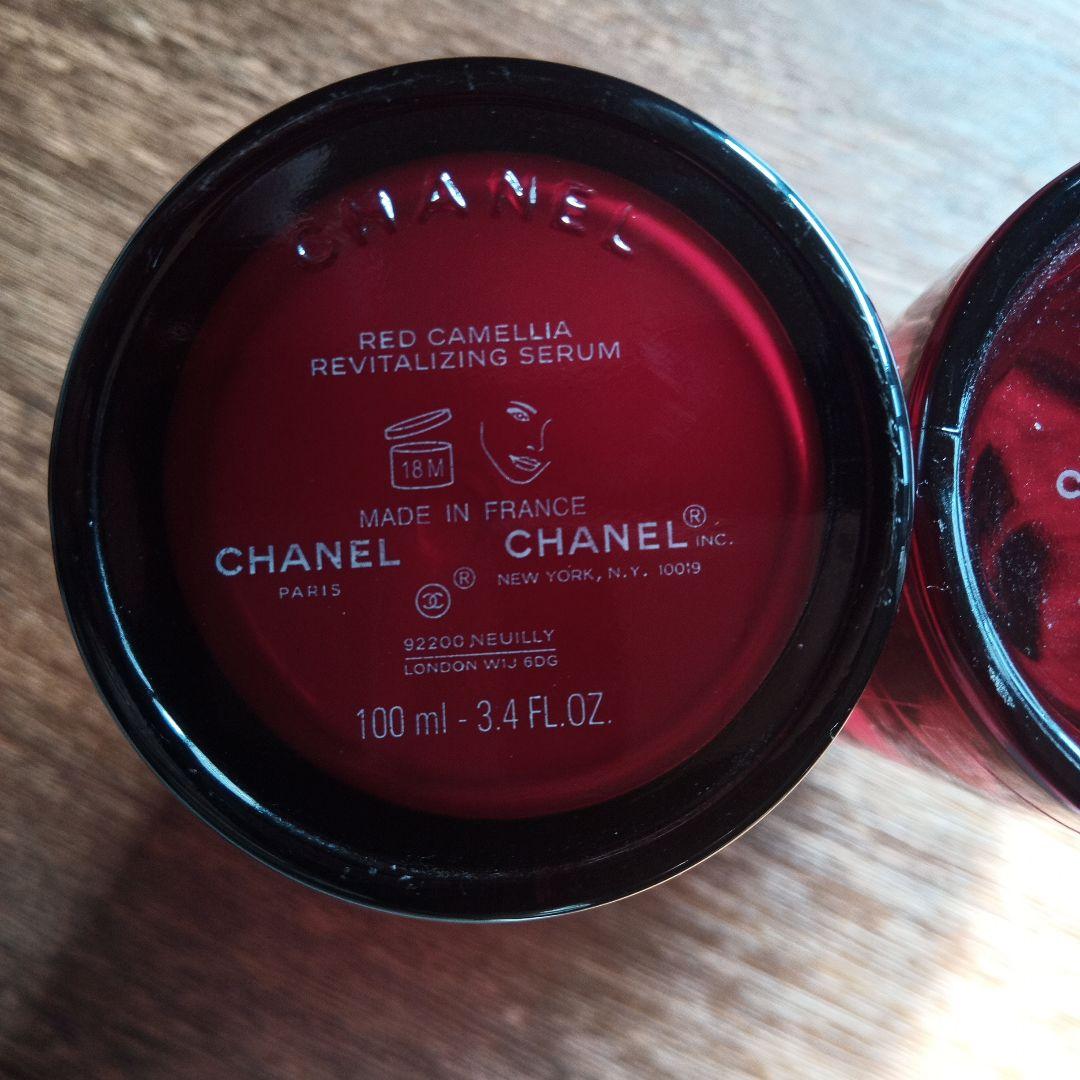 CHANEL
RED CAMELLIA
REVITALIZING SERUM
18M
MADE IN FRANCE
CHANEL
PARIS
CHANEL® INC.
NEW YORK, N.Y. 10019
®
92200 NEUILLY
LONDON W1J 6DG
100 ml - 3.4 FL.OZ.
C